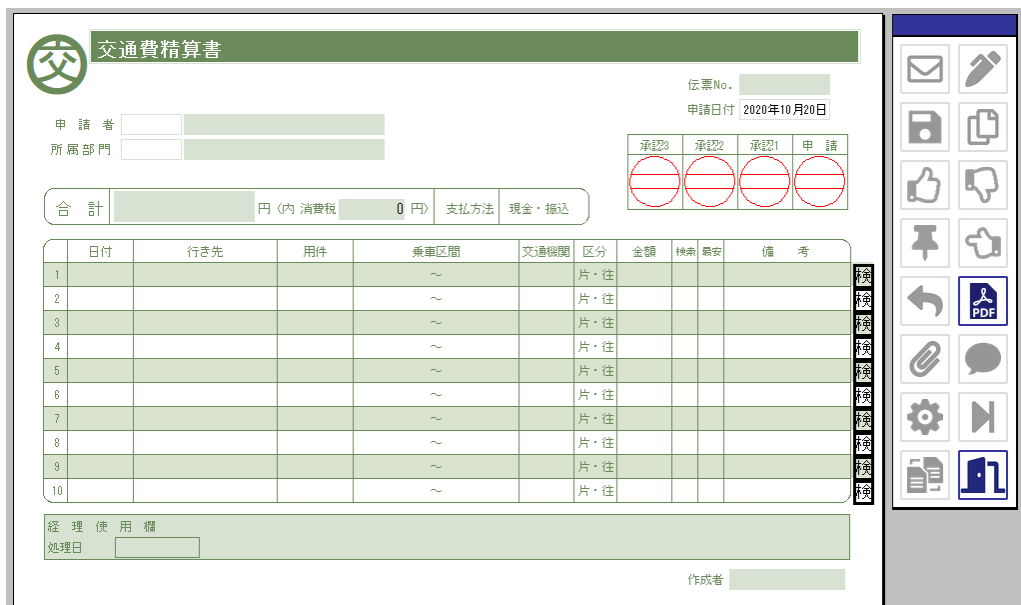 交 交通費精算書
伝票No.
申請日付 2020年10月20日
申 請 者
所属部門
承認3 承認2 承認1 申 請
合 計 円 (内 消費税 0 円) 支払方法 現金・振込
日付 行き先 用件 乗車区間 交通機関 区分 金額 検索 最安 備 考
1 ～ 片・往 検
2 ～ 片・往 検
3 ～ 片・往 検
4 ～ 片・往 検
5 ～ 片・往 検
6 ～ 片・往 検
7 ～ 片・往 検
8 ～ 片・往 検
9 ～ 片・往 検
10 ～ 片・往 検
経 理 使 用 欄
処理日
作成者
PDF